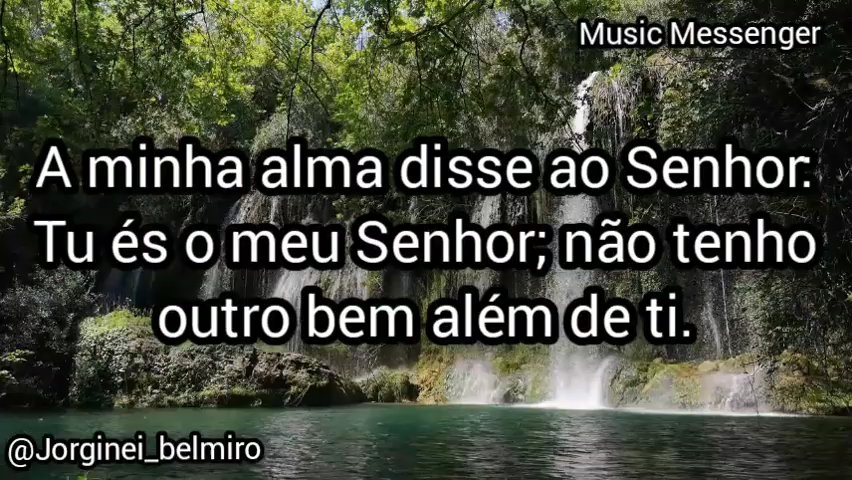 Music Messenger
A minha alma disse ao Senhor:
Tu és o meu Senhor; não tenho
outro bem além de ti.
@Jorginei_belmiro